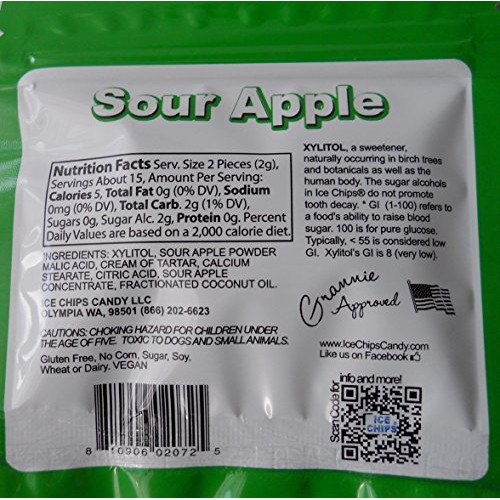 Sour Apple
Nutrition Facts Serv. Size 2 Pieces (2g),
Servings About 15, Amount Per Serving:
Calories 5, Total Fat 0g (0% DV), Sodium
0mg (0% DV), Total Carb. 2g (1% DV),
Sugars 0g, Sugar Alc. 2g, Protein 0g. Percent
Daily Values are based on a 2,000 calorie diet.
INGREDIENTS: XYLITOL, SOUR APPLE POWDER
MALIC ACID, CREAM OF TARTAR, CALCIUM
STEARATE, CITRIC ACID, SOUR APPLE
CONCENTRATE, FRACTIONATED COCONUT OIL.
ICE CHIPS CANDY LLC
OLYMPIA WA, 98501 (866) 202-6623
CAUTIONS: CHOKING HAZARD FOR CHILDREN UNDER
THE AGE OF FIVE. TOXIC TO DOGS AND SMALL ANIMALS.
Gluten Free, No Corn, Sugar, Soy,
Wheat or Dairy. VEGAN
8 10906 02072 5
XYLITOL, a sweetener,
naturally occurring in birch trees
and botanicals as well as the
human body. The sugar alcohols
in Ice Chips® do not promote
tooth decay. * GI (1-100) refers to
a food's ability to raise blood
sugar. 100 is for pure glucose.
Typically, < 55 is considered low
GI. Xylitol's GI is 8 (very low).
Grannie
Approved
www.IceChipsCandy.com
Like us on Facebook
Scan Code for
info and more!
ICE
CHIPS